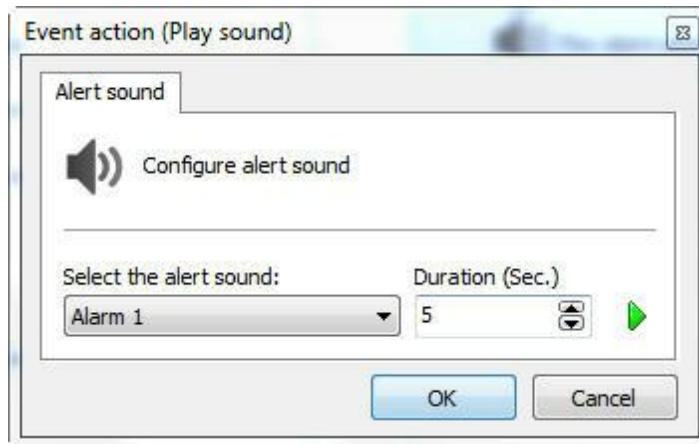 Event action (Play sound)
Alert sound
Configure alert sound
Select the alert sound:
Duration (Sec.)
Alarm 1
5
OK
Cancel